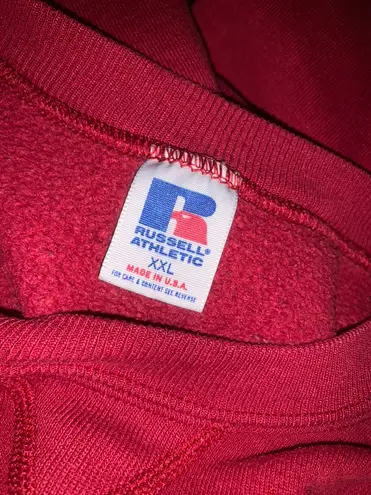 R
RUSSELL®
ATHLETIC
XXL
MADE IN U.S.A.
FOR CARE & CONTENT SEE REVERSE